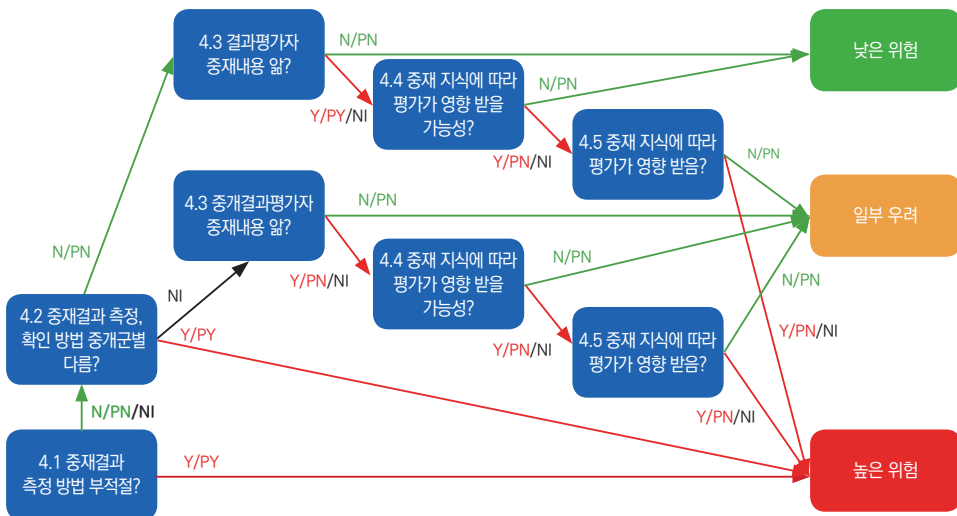 4.3 결과평가자
중재내용 앎?
N/PN
낮은 위험
Y/PY/NI
4.4 중재 지식에 따라
평가가 영향 받을
가능성?
N/PN
Y/PN/NI
4.5 중재 지식에 따라
평가가 영향 받음?
N/PN
4.3 중개결과평가자
중재내용 앎?
N/PN
일부 우려
N/PN
Y/PN/NI
4.4 중재 지식에 따라
평가가 영향 받을
가능성?
N/PN
N/PN
NI
4.2 중재결과 측정,
확인 방법 중개군별
다름?
Y/PY
Y/PN/NI
4.5 중재 지식에 따라
평가가 영향 받음?
Y/PN/NI
Y/PN/NI
N/PN/NI
4.1 중재결과
측정 방법 부적절?
Y/PY
높은 위험